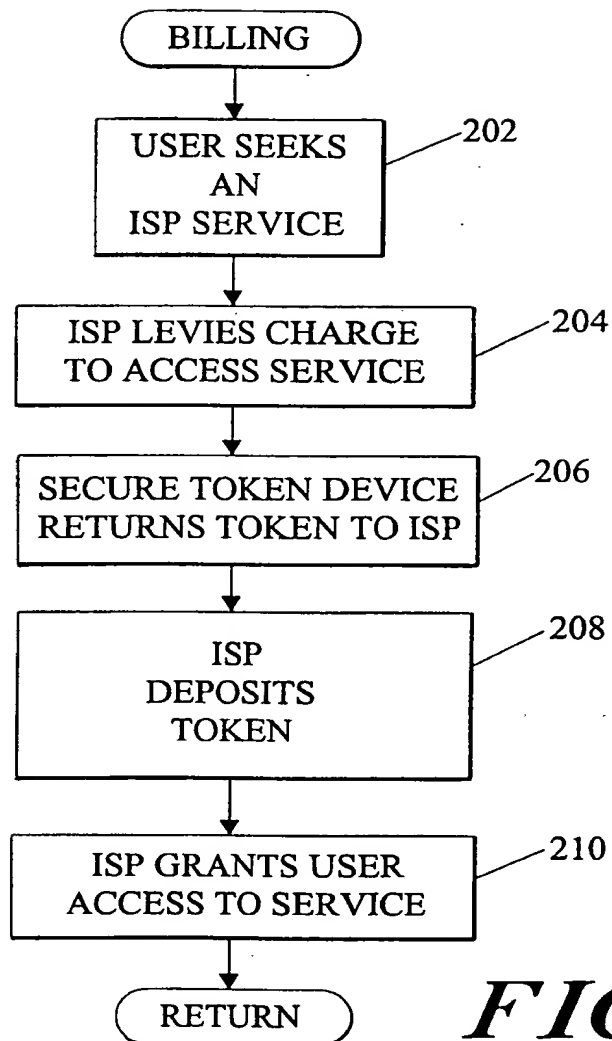 BILLING
202
USER SEEKS
AN
ISP SERVICE
204
ISP LEVIES CHARGE
TO ACCESS SERVICE
206
SECURE TOKEN DEVICE
RETURNS TOKEN TO ISP
208
ISP
DEPOSITS
TOKEN
210
ISP GRANTS USER
ACCESS TO SERVICE
RETURN